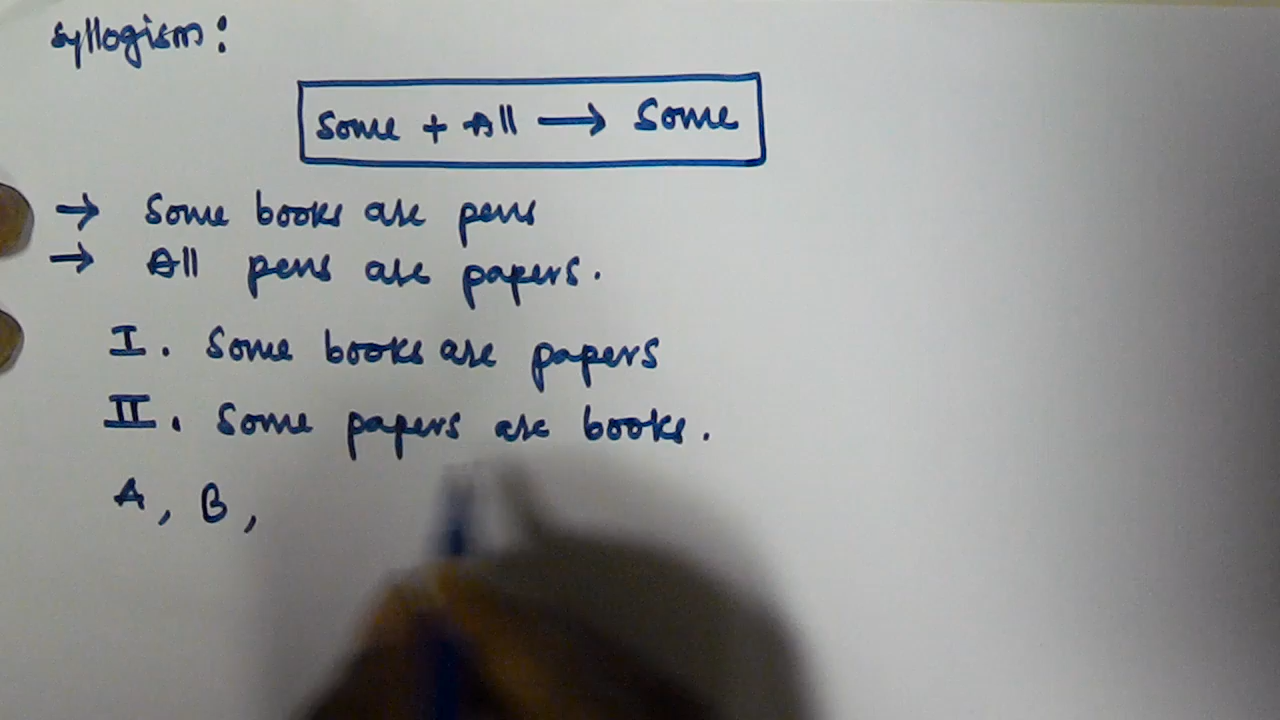 Syllogism:
Some + All → Some
→ Some books are pens
→ All pens are papers.
I. Some books are papers
II. Some papers are books.
A, B,